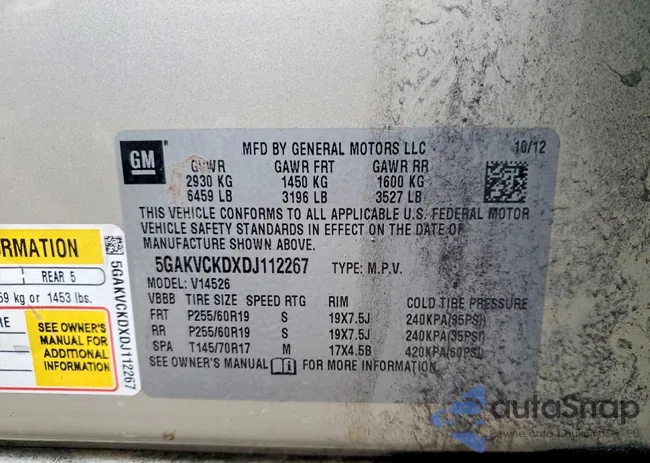 GM
MFD BY GENERAL MOTORS LLC 10/12
GVWR GAWR FRT GAWR RR
2930 KG 1450 KG 1600 KG
6459 LB 3196 LB 3527 LB
THIS VEHICLE CONFORMS TO ALL APPLICABLE U.S. FEDERAL MOTOR
VEHICLE SAFETY STANDARDS IN EFFECT ON THE DATE OF
MANUFACTURE SHOWN ABOVE.
5GAKVCKDXDJ112267 TYPE: M.P.V.
MODEL: V14526
VBBB TIRE SIZE SPEED RTG RIM COLD TIRE PRESSURE
FRT P255/60R19 S 19X7.5J 240KPA(35PSI)
RR P255/60R19 S 19X7.5J 240KPA(35PSI)
SPA T145/70R17 M 17X4.5B 420KPA(60PSI)
SEE OWNER'S MANUAL FOR MORE INFORMATION
REAR 5
kg or 1453 lbs.
SEE OWNER'S
MANUAL FOR
ADDITIONAL
INFORMATION
5GAKVCKDXDJ112267
autoSnap